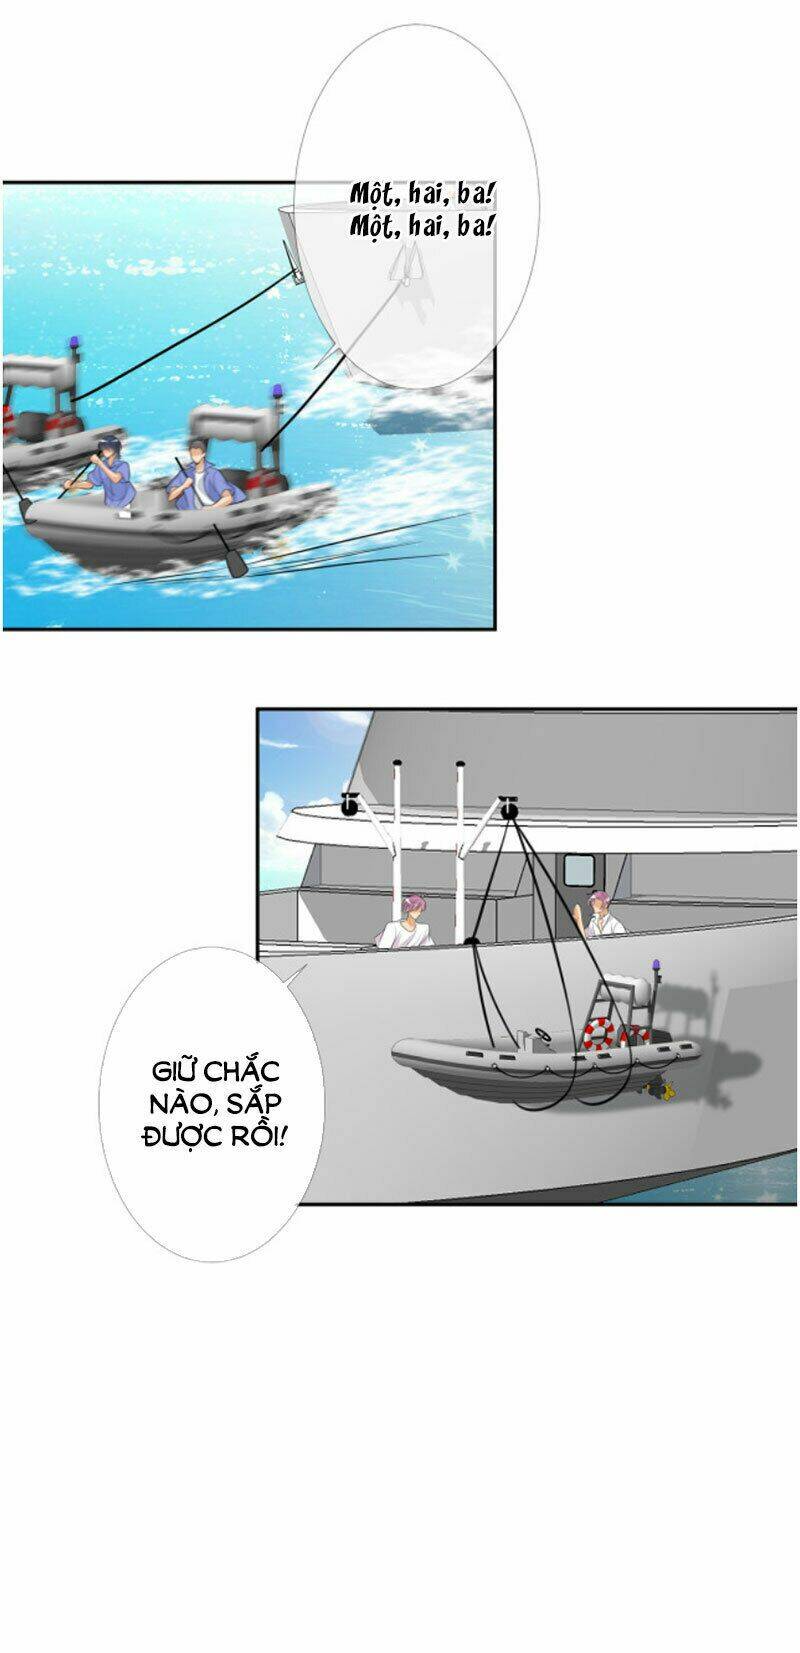 Một, hai, ba!
Một, hai, ba!
GIỮ CHẮC
NÀO, SẮP
ĐƯỢC RỒI!